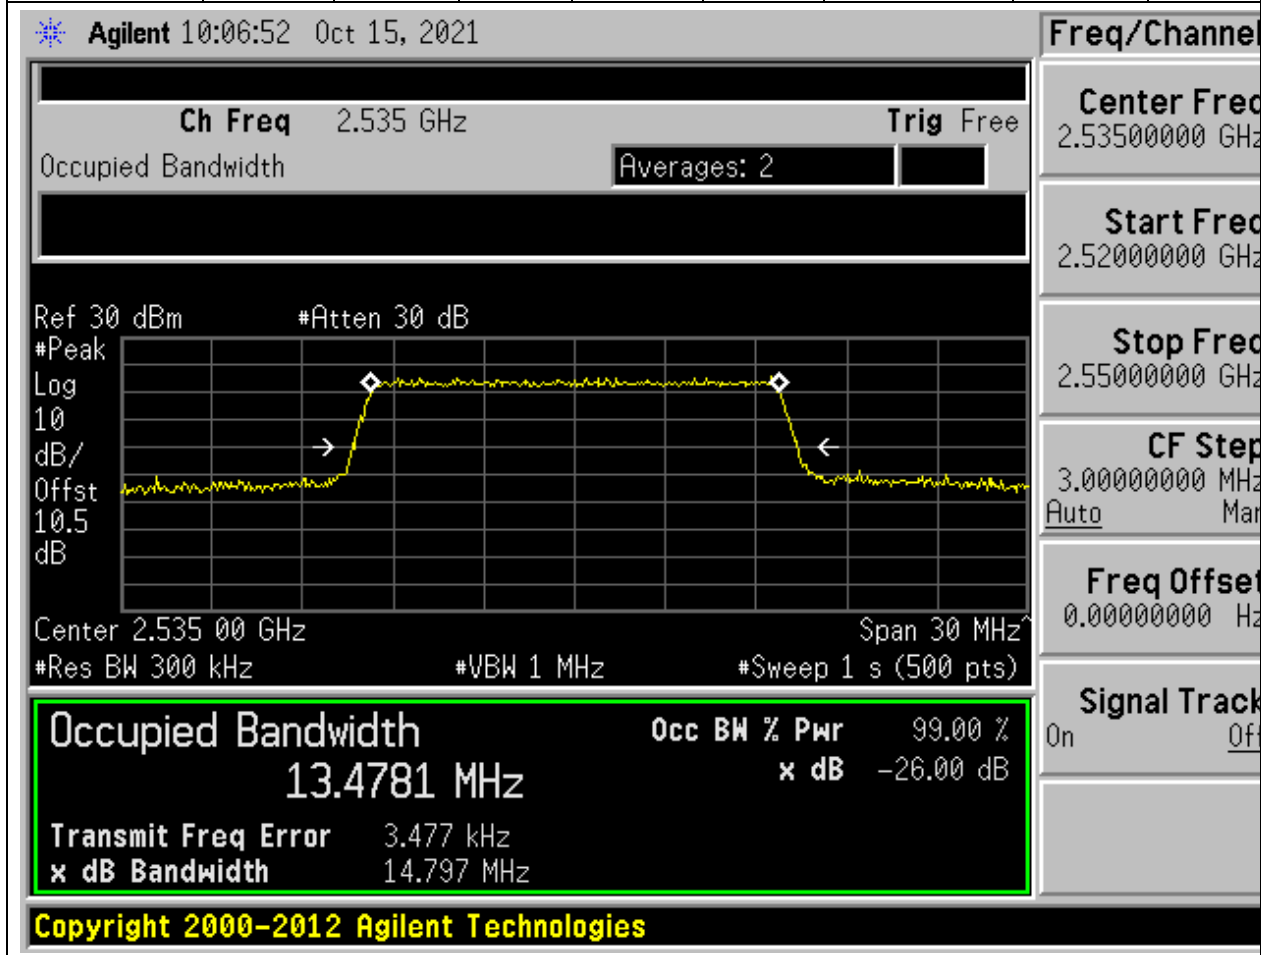 Agilent 10:06:52 Oct 15, 2021
Freq/Channel
Ch Freq 2.535 GHz Trig Free
Occupied Bandwidth Averages: 2
Center Freq
2.53500000 GHz
Start Freq
2.52000000 GHz
Stop Freq
2.55000000 GHz
CF Step
3.00000000 MHz
Auto Man
Freq Offset
0.00000000 Hz
Signal Track
On Off
Ref 30 dBm #Atten 30 dB
#Peak
Log
10
dB/
Offst
10.5
dB
Center 2.535 00 GHz Span 30 MHz^
#Res BW 300 kHz #VBW 1 MHz #Sweep 1 s (500 pts)
Occupied Bandwidth Occ BW % Pwr 99.00 %
13.4781 MHz x dB -26.00 dB
Transmit Freq Error 3.477 kHz
x dB Bandwidth 14.797 MHz
Copyright 2000-2012 Agilent Technologies